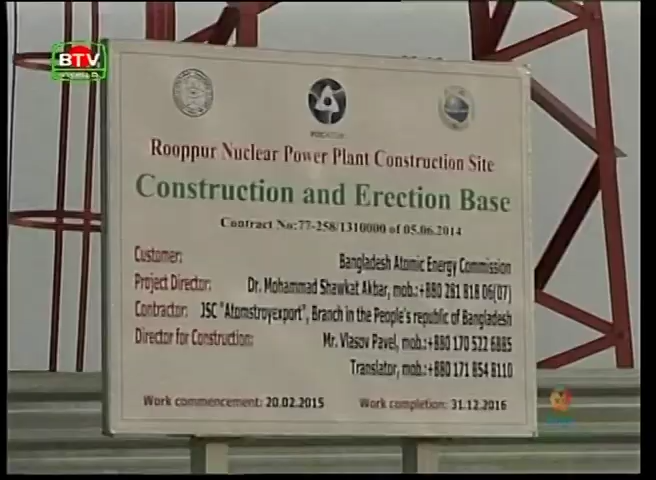 BTV
ROSATOM
Rooppur Nuclear Power Plant Construction Site
Construction and Erection Base
Contract No:77-258/1310000 of 05.06.2014
Customer: Bangladesh Atomic Energy Commission
Project Director: Dr. Mohammad Shawkat Akbar, mob.:+880 281 818 06(07)
Contractor: JSC "Atomstroyexport", Branch in the People's republic of Bangladesh
Director for Construction: Mr. Vlasov Pavel, mob.:+880 170 522 6885
Translator, mob.:+880 171 854 8110
Work commencement: 20.02.2015 Work completion: 31.12.2016